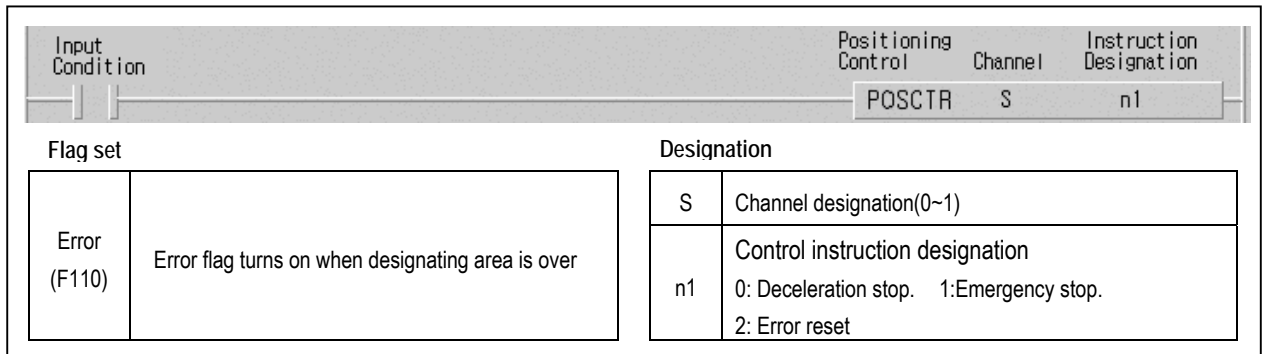 Input Condition
Positioning Control Channel Instruction Designation
POSCTR S n1
Flag set
Error (F110) Error flag turns on when designating area is over
Designation
S Channel designation(0~1)
n1 Control instruction designation
0: Deceleration stop. 1:Emergency stop.
2: Error reset